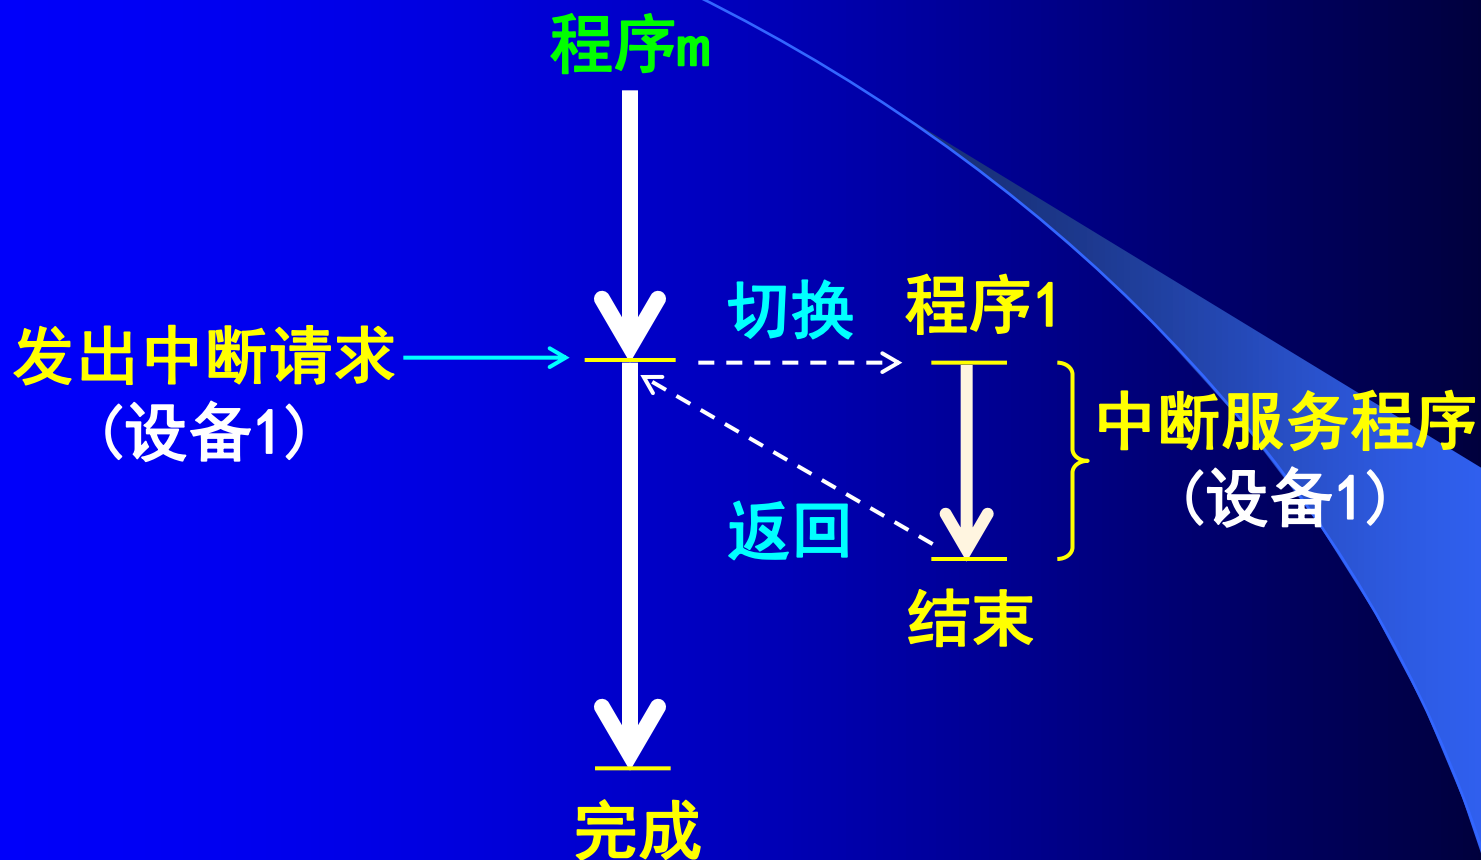 程序m
切换
程序1
发出中断请求
(设备1)
中断服务程序
(设备1)
返回
结束
完成